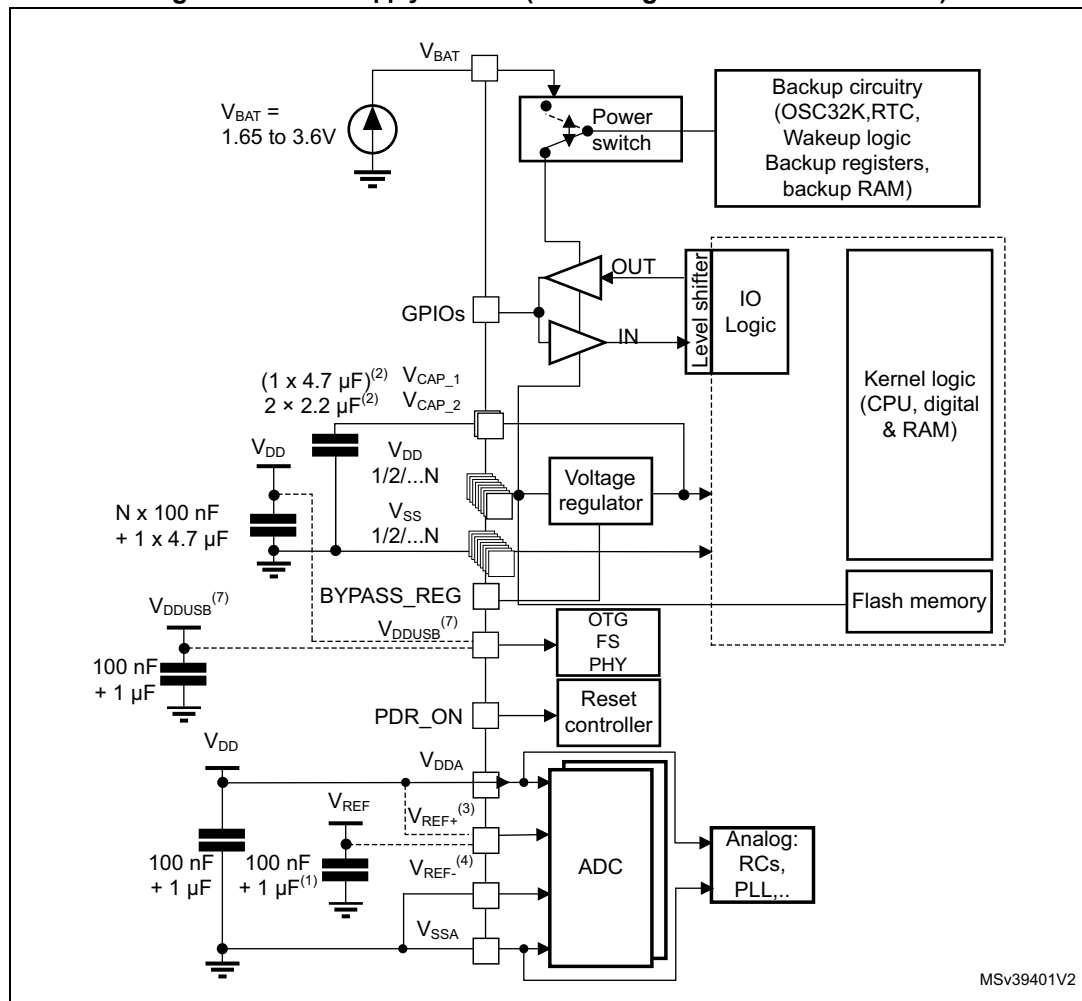 V_BAT
V_BAT =
1.65 to 3.6V
Power
switch
Backup circuitry
(OSC32K,RTC,
Wakeup logic
Backup registers,
backup RAM)
OUT
GPIOs
IN
Level shifter
IO
Logic
Kernel logic
(CPU, digital
& RAM)
(1 x 4.7 µF)(2)
2 × 2.2 µF(2)
V_CAP_1
V_CAP_2
V_DD
V_DD
1/2/...N
Voltage
regulator
N x 100 nF
+ 1 x 4.7 µF
V_SS
1/2/...N
BYPASS_REG
Flash memory
V_DDUSB(7)
V_DDUSB(7)
OTG
FS
PHY
100 nF
+ 1 µF
PDR_ON
Reset
controller
V_DD
V_DDA
V_REF
V_REF+(3)
100 nF
+ 1 µF
100 nF
+ 1 µF(1)
V_REF-(4)
ADC
Analog:
RCs,
PLL,..
V_SSA
MSv39401V2